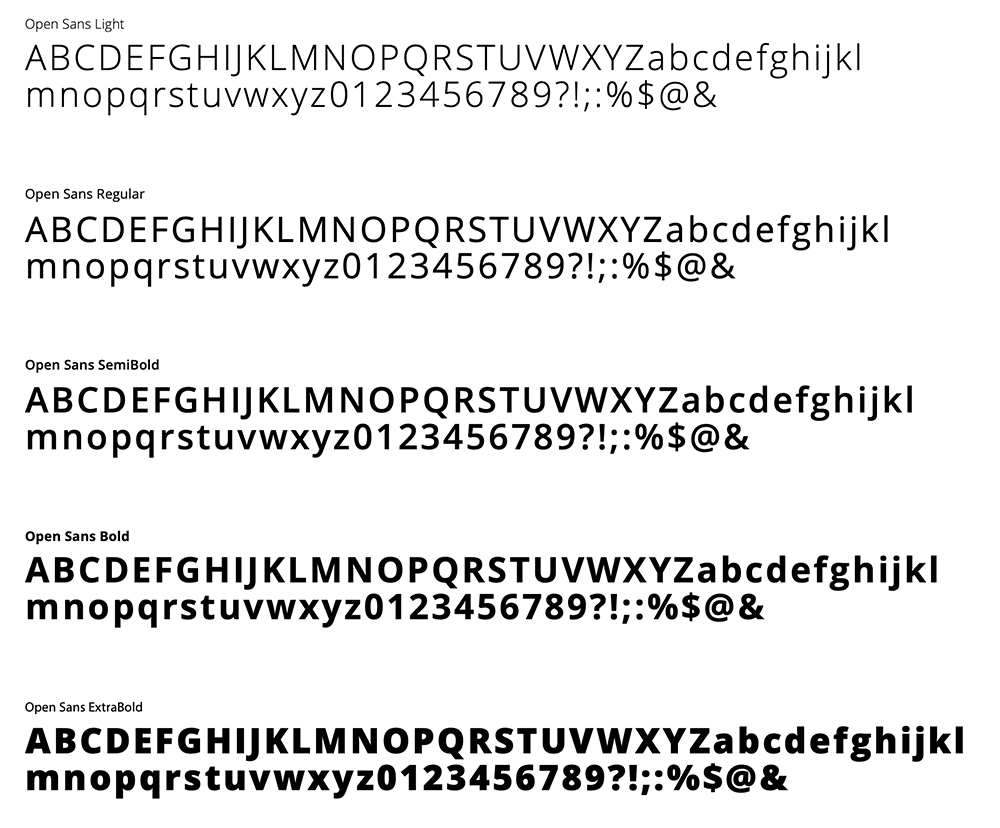 Open Sans Light
ABCDEFGHIJKLMNOPQRSTUVWXYZabcdefghijkl
mnopqrstuvwxyz0123456789?!;:%$@&
Open Sans Regular
ABCDEFGHIJKLMNOPQRSTUVWXYZabcdefghijkl
mnopqrstuvwxyz0123456789?!;:%$@&
Open Sans SemiBold
ABCDEFGHIJKLMNOPQRSTUVWXYZabcdefghijkl
mnopqrstuvwxyz0123456789?!;:%$@&
Open Sans Bold
ABCDEFGHIJKLMNOPQRSTUVWXYZabcdefghijkl
mnopqrstuvwxyz0123456789?!;:%$@&
Open Sans ExtraBold
ABCDEFGHIJKLMNOPQRSTUVWXYZabcdefghijkl
mnopqrstuvwxyz0123456789?!;:%$@&